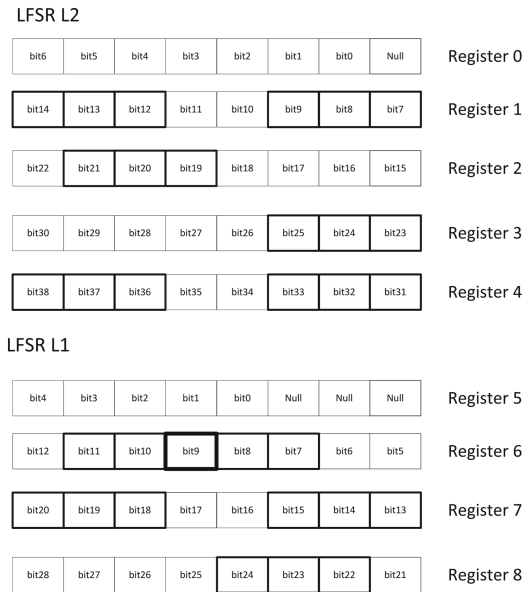 LFSR L2
bit6 bit5 bit4 bit3 bit2 bit1 bit0 Null Register 0
bit14 bit13 bit12 bit11 bit10 bit9 bit8 bit7 Register 1
bit22 bit21 bit20 bit19 bit18 bit17 bit16 bit15 Register 2
bit30 bit29 bit28 bit27 bit26 bit25 bit24 bit23 Register 3
bit38 bit37 bit36 bit35 bit34 bit33 bit32 bit31 Register 4
LFSR L1
bit4 bit3 bit2 bit1 bit0 Null Null Null Register 5
bit12 bit11 bit10 bit9 bit8 bit7 bit6 bit5 Register 6
bit20 bit19 bit18 bit17 bit16 bit15 bit14 bit13 Register 7
bit28 bit27 bit26 bit25 bit24 bit23 bit22 bit21 Register 8